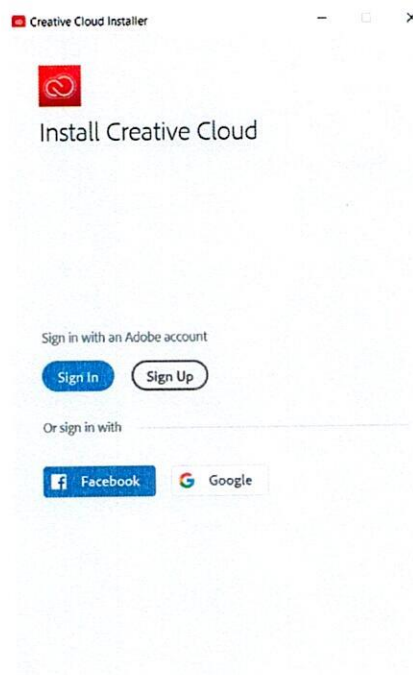 Creative Cloud Installer
Install Creative Cloud
Sign in with an Adobe account
Sign In Sign Up
Or sign in with
Facebook Google